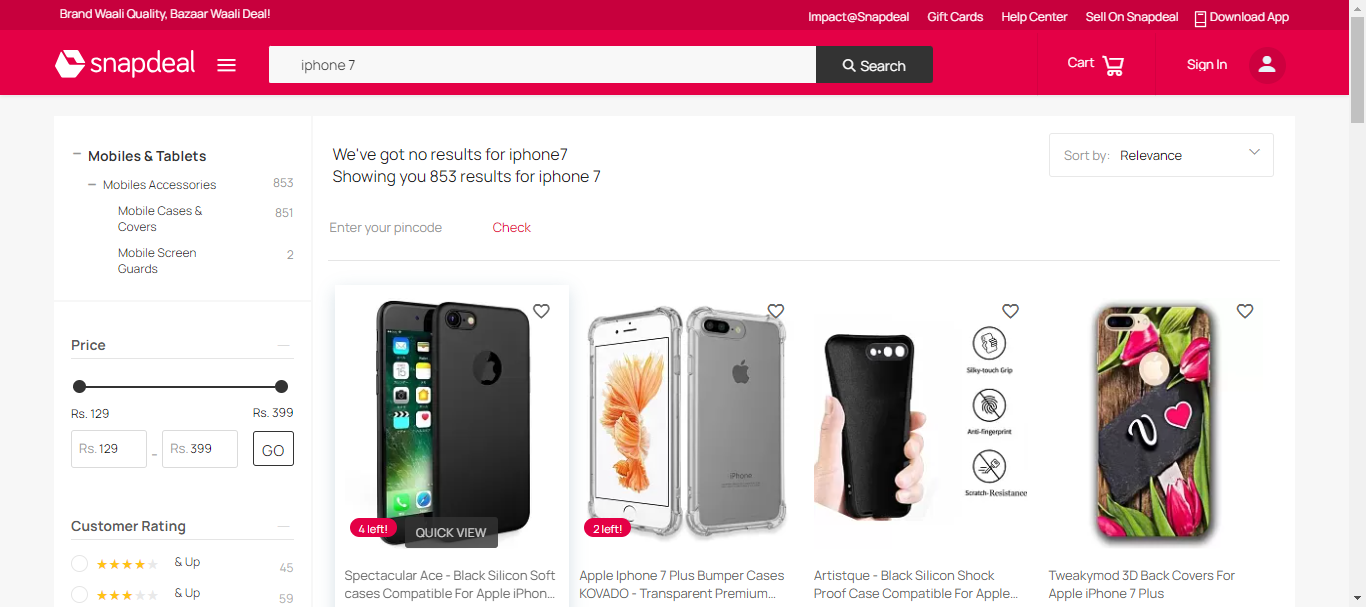 Brand Waali Quality, Bazaar Waali Deal!
Impact@Snapdeal Gift Cards Help Center Sell On Snapdeal Download App
snapdeal iphone 7 Search Cart Sign In
Mobiles & Tablets
Mobiles Accessories 853
Mobile Cases & 851
Covers
Mobile Screen 2
Guards
Price
Rs. 129 Rs. 399
Rs. 129 - Rs. 399 GO
Customer Rating
& Up 45
& Up 59
We've got no results for iphone7
Showing you 853 results for iphone 7
Sort by: Relevance
Enter your pincode Check
4 left!
QUICK VIEW
Spectacular Ace - Black Silicon Soft
cases Compatible For Apple iPhon...
iPhone
2 left!
Apple Iphone 7 Plus Bumper Cases
KOVADO - Transparent Premium...
Silky-touch Grip
Anti-fingerprint
Scratch-Resistance
Artistque - Black Silicon Shock
Proof Case Compatible For Apple...
Tweakymod 3D Back Covers For
Apple iPhone 7 Plus